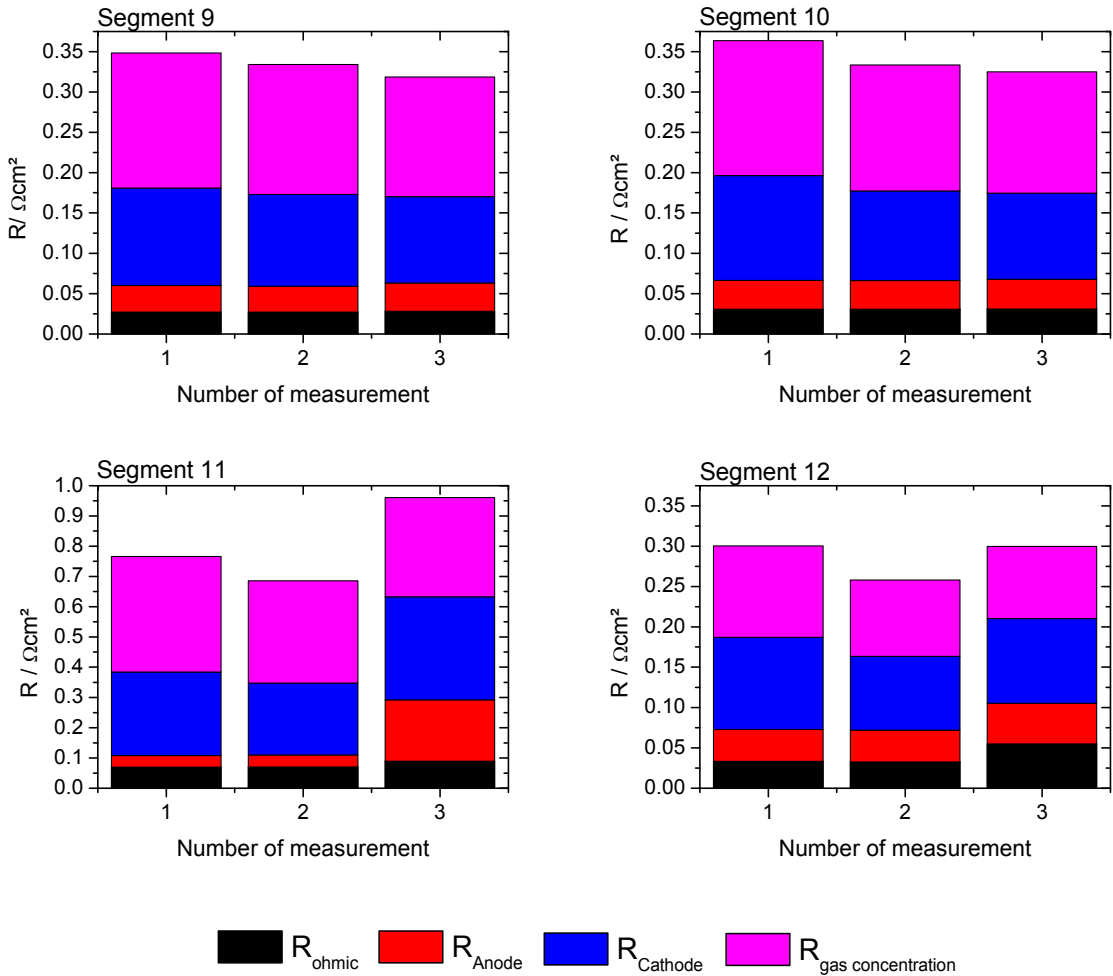 Segment 9
R/ Ωcm²
0.35
0.30
0.25
0.20
0.15
0.10
0.05
0.00
1 2 3
Number of measurement
Segment 10
R / Ωcm²
0.35
0.30
0.25
0.20
0.15
0.10
0.05
0.00
1 2 3
Number of measurement
Segment 11
R / Ωcm²
1.0
0.9
0.8
0.7
0.6
0.5
0.4
0.3
0.2
0.1
0.0
1 2 3
Number of measurement
Segment 12
R / Ωcm²
0.35
0.30
0.25
0.20
0.15
0.10
0.05
0.00
1 2 3
Number of measurement
R ohmic R Anode R Cathode R gas concentration